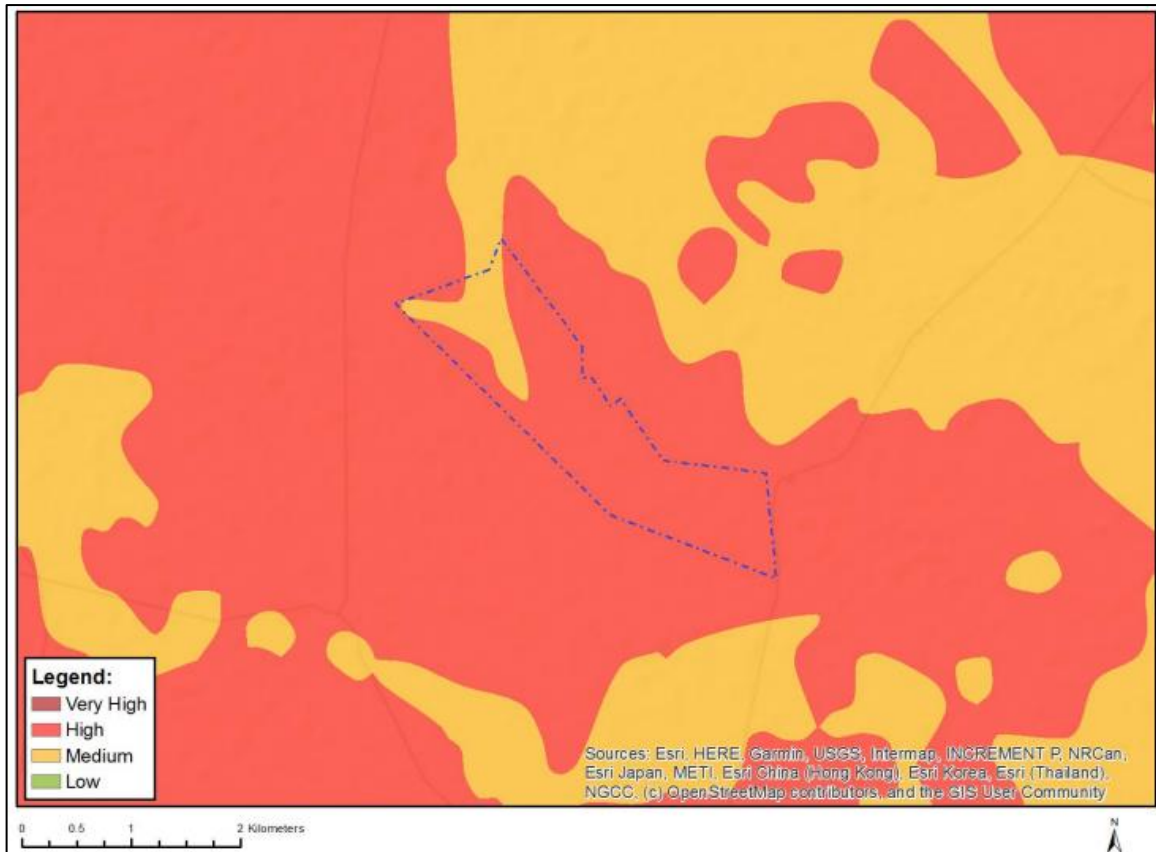 Legend:
Very High
High
Medium
Low
Sources: Esri, HERE, Garmin, USGS, Intermap, INCREMENT P, NRCan,
Esri Japan, METI, Esri China (Hong Kong), Esri Korea, Esri (Thailand),
NGCC, (c) OpenStreetMap contributors, and the GIS User Community
0 0.5 1 2 Kilometers
N